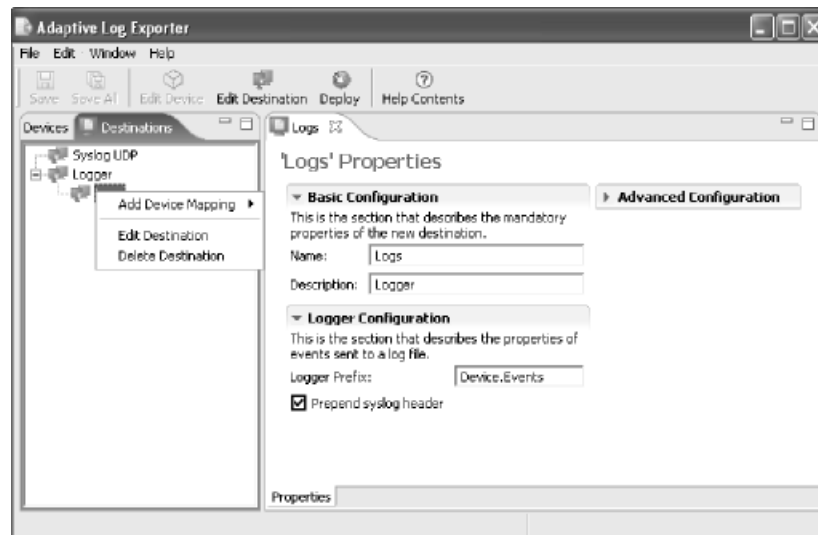 Adaptive Log Exporter
File Edit Window Help
Save Save All Edit Device Edit Destination Deploy Help Contents
Devices Destinations
Logs
Syslog UDP
Logger
Add Device Mapping
Edit Destination
Delete Destination
'Logs' Properties
Basic Configuration
This is the section that describes the mandatory
properties of the new destination.
Name: Logs
Description: Logger
Logger Configuration
This is the section that describes the properties of
events sent to a log file.
Logger Prefix: Device.Events
Prepend syslog header
Advanced Configuration
Properties